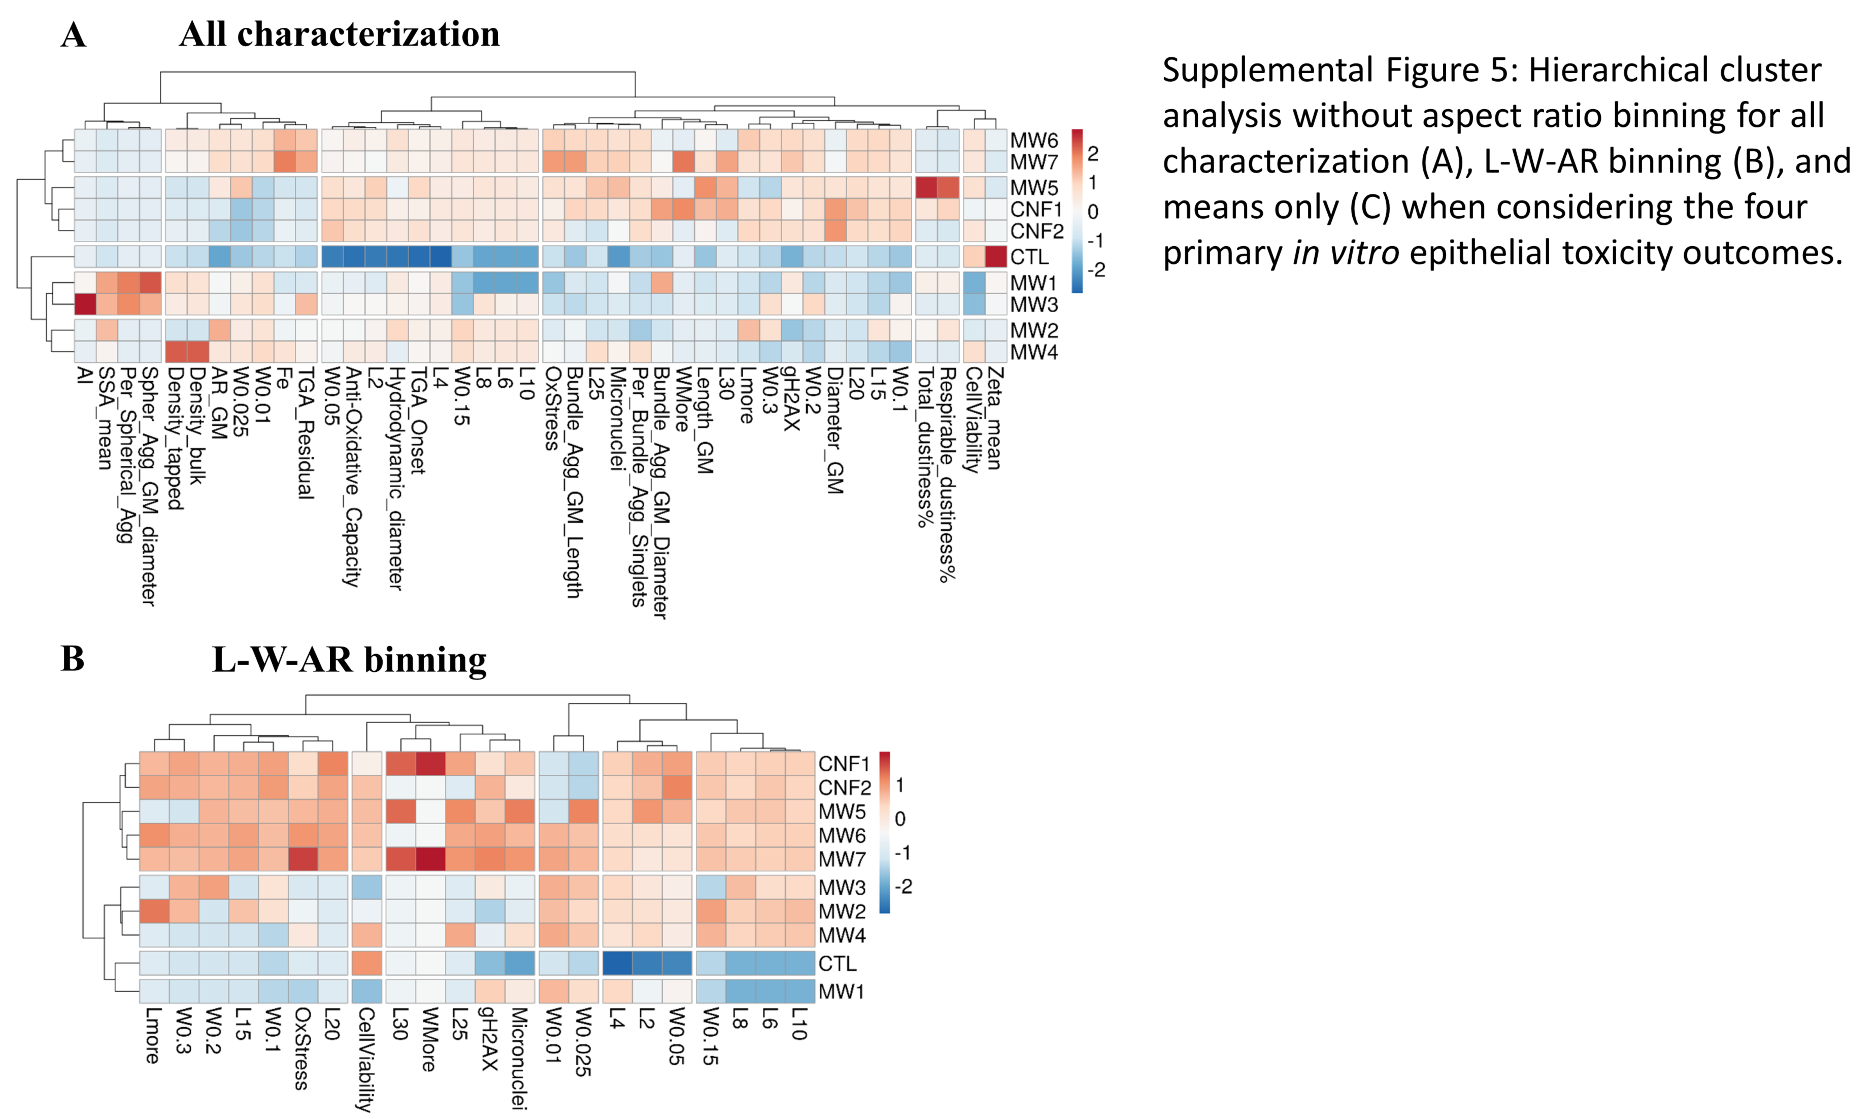 A All characterization
Supplemental Figure 5: Hierarchical cluster
analysis without aspect ratio binning for all
characterization (A), L-W-AR binning (B), and
means only (C) when considering the four
primary in vitro epithelial toxicity outcomes.
MW6
MW7
MW5
CNF1
CNF2
CTL
MW1
MW3
MW2
MW4
2
1
0
-1
-2
Al
SSA_mean
Per_Spherical_Agg
Spher_Agg_GM_diameter
Density_tapped
Density_bulk
AR_GM
W0.025
W0.01
Fe
TGA_Residual
W0.05
Anti-Oxidative_Capacity
L2
Hydrodynamic_diameter
TGA_Onset
L4
W0.15
L8
L6
L10
OxStress
Bundle_Agg_GM_Length
L25
Micronuclei
Per_Bundle_Agg_Singlets
Bundle_Agg_GM_Diameter
WMore
Length_GM
L30
Lmore
W0.3
gH2AX
W0.2
Diameter_GM
L20
L15
W0.1
Total_dustiness%
Respirable_dustiness%
CellViability
Zeta_mean
B L-W-AR binning
CNF1
CNF2
MW5
MW6
MW7
MW3
MW2
MW4
CTL
MW1
1
0
-1
-2
Lmore
W0.3
W0.2
L15
W0.1
OxStress
L20
CellViability
L30
WMore
L25
gH2AX
Micronuclei
W0.01
W0.025
L4
L2
W0.05
W0.15
L8
L6
L10